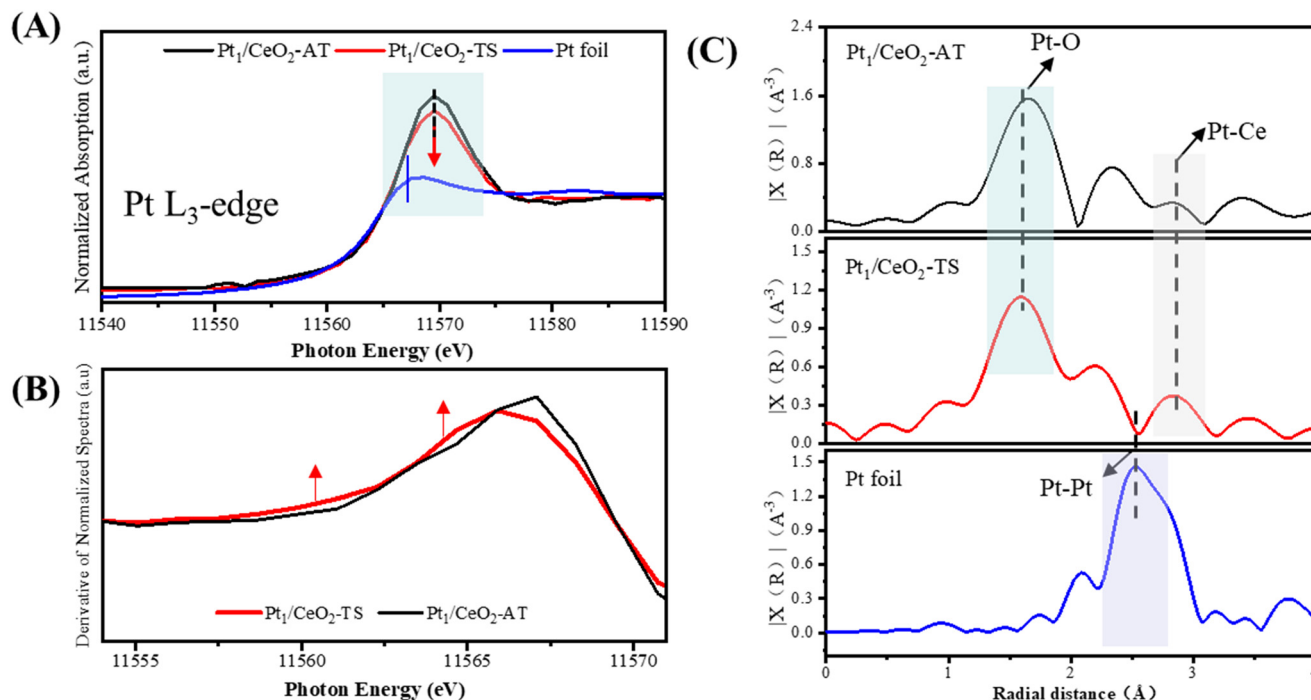 (A)
Pt₁/CeO₂-AT Pt₁/CeO₂-TS Pt foil
Normalized Absorption (a.u.)
Pt L₃-edge
11540 11550 11560 11570 11580 11590
Photon Energy (eV)
(B)
Derivative of Normalized Spectra (a.u)
Pt₁/CeO₂-TS Pt₁/CeO₂-AT
11555 11560 11565 11570
Photon Energy (eV)
(C)
|X (R) | (A⁻³)
2.4
1.6
0.8
0.0
Pt₁/CeO₂-AT
Pt-O
Pt-Ce
|X (R) | (A⁻³)
1.5
1.2
0.9
0.6
0.3
0.0
Pt₁/CeO₂-TS
|X (R) | (A⁻³)
1.5
1.2
0.9
0.6
0.3
0.0
Pt foil
Pt-Pt
0 1 2 3
Radial distance (Å)